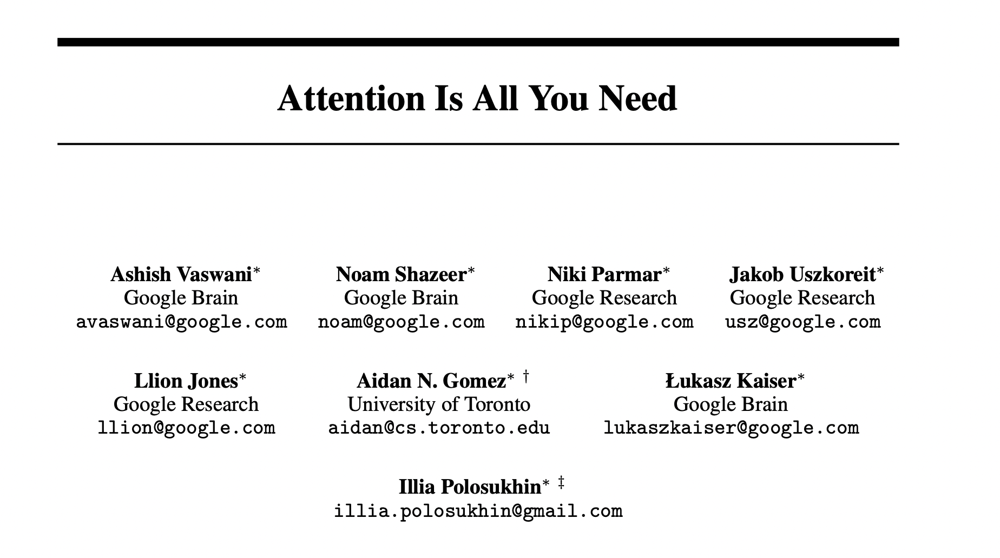 Attention Is All You Need
Ashish Vaswani* Noam Shazeer* Niki Parmar* Jakob Uszkoreit*
Google Brain Google Brain Google Research Google Research
avaswani@google.com noam@google.com nikip@google.com usz@google.com
Llion Jones* Aidan N. Gomez* † Łukasz Kaiser*
Google Research University of Toronto Google Brain
llion@google.com aidan@cs.toronto.edu lukaszkaiser@google.com
Illia Polosukhin* ‡
illia.polosukhin@gmail.com